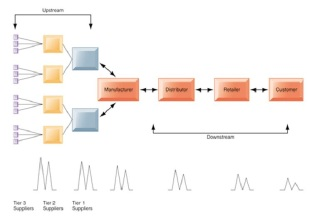 Upstream
Manufacturer
Distributor
Retailer
Customer
Downstream
Tier 3 Suppliers
Tier 2 Suppliers
Tier 1 Suppliers